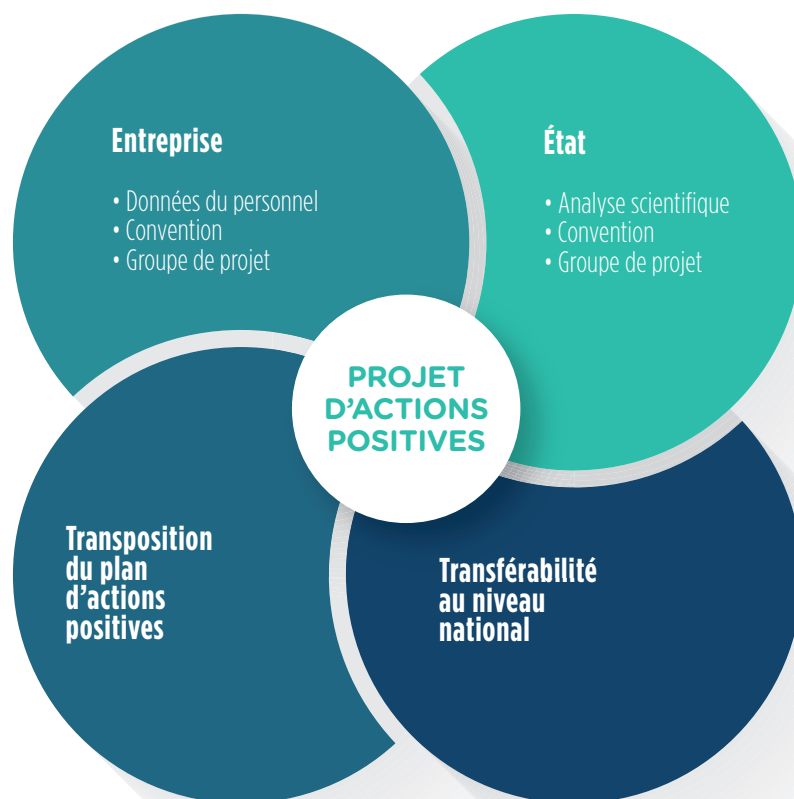 Entreprise
• Données du personnel
• Convention
• Groupe de projet
État
• Analyse scientifique
• Convention
• Groupe de projet
PROJET
D’ACTIONS
POSITIVES
Transposition
du plan
d’actions
positives
Transférabilité
au niveau
national